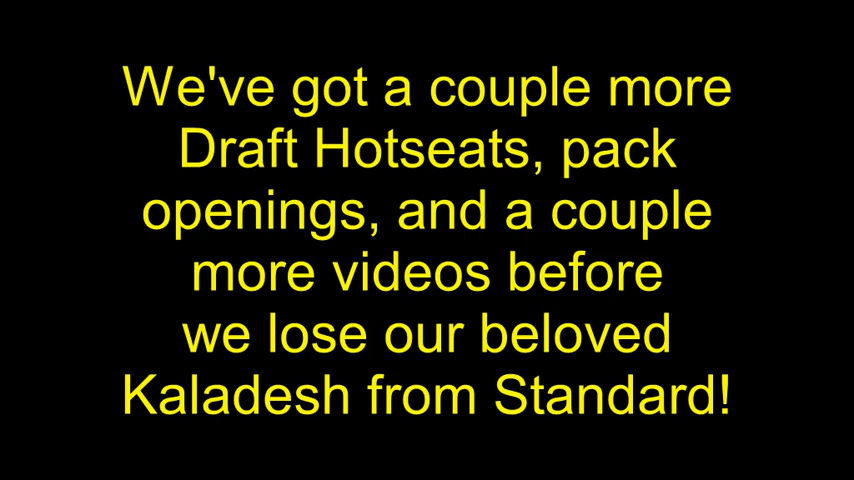 We've got a couple more
Draft Hotseats, pack
openings, and a couple
more videos before
we lose our beloved
Kaladesh from Standard!